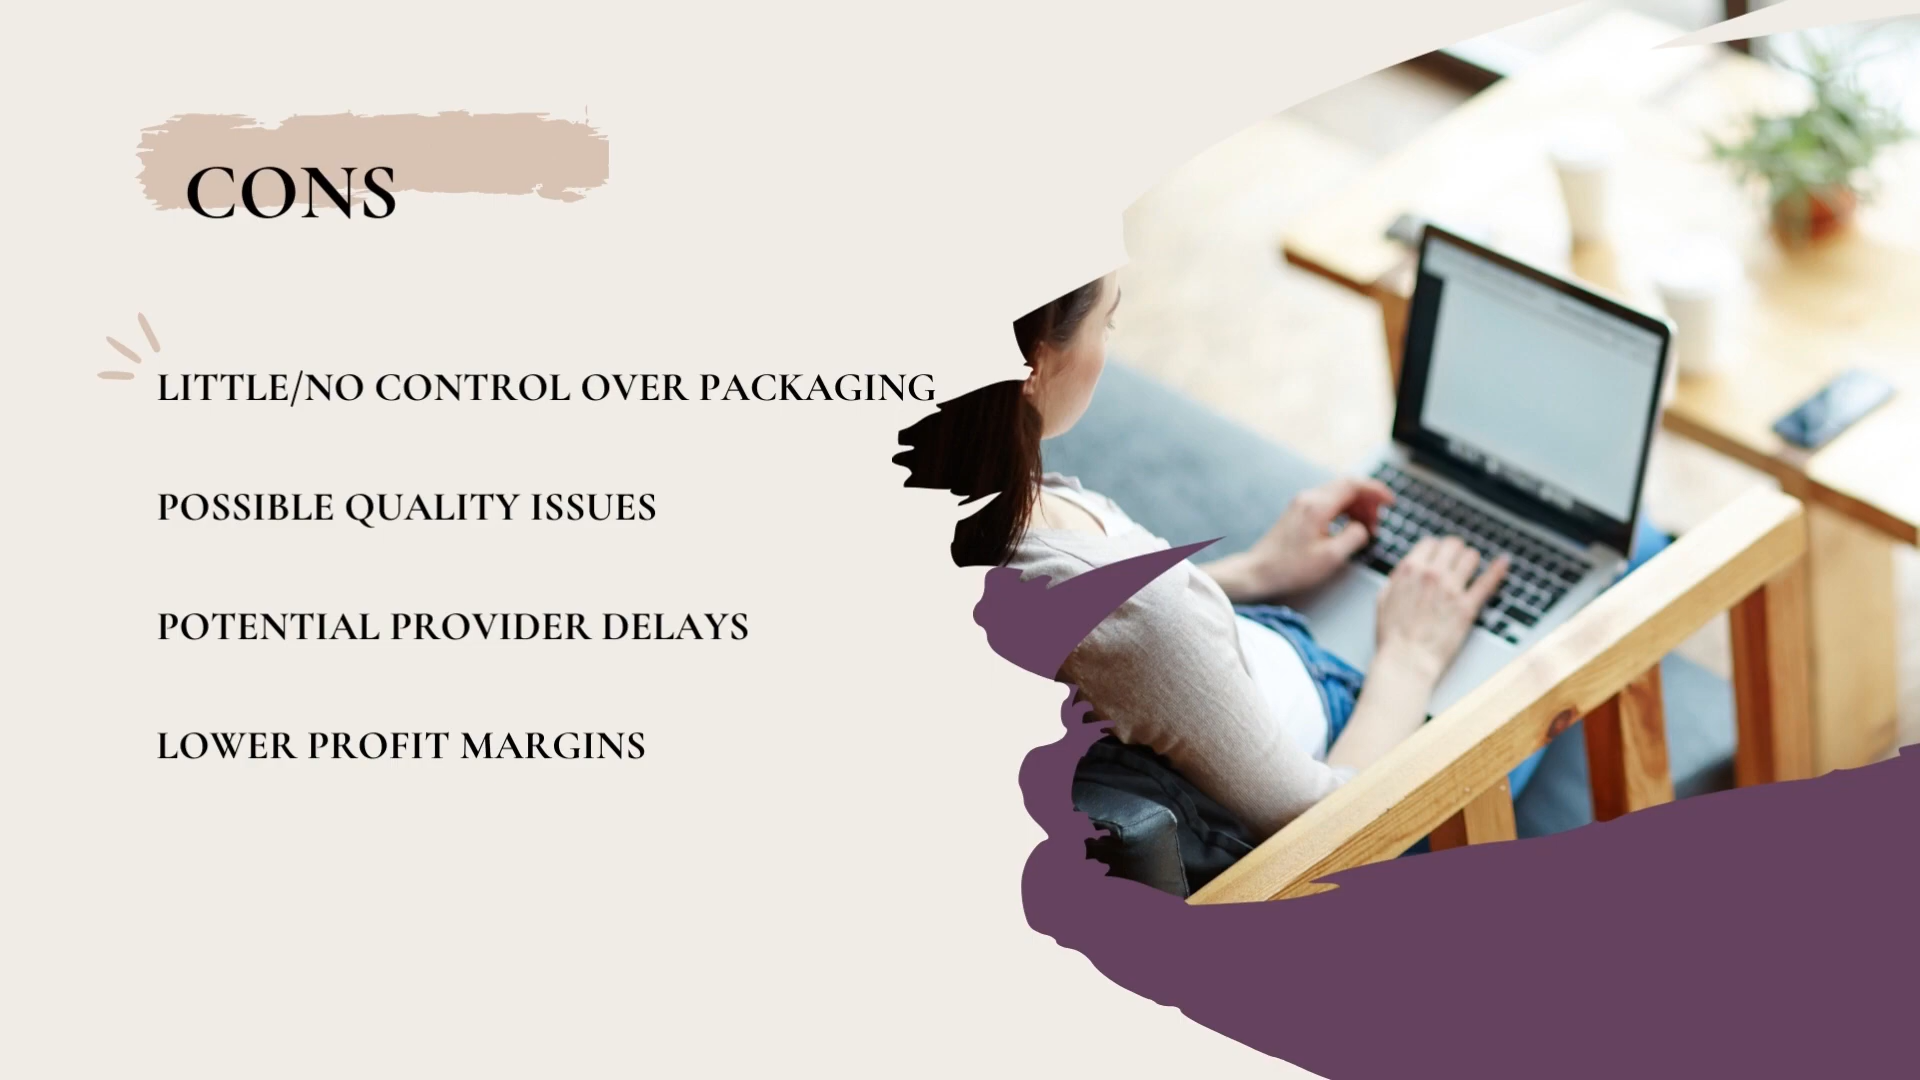 CONS
LITTLE/NO CONTROL OVER PACKAGING
POSSIBLE QUALITY ISSUES
POTENTIAL PROVIDER DELAYS
LOWER PROFIT MARGINS